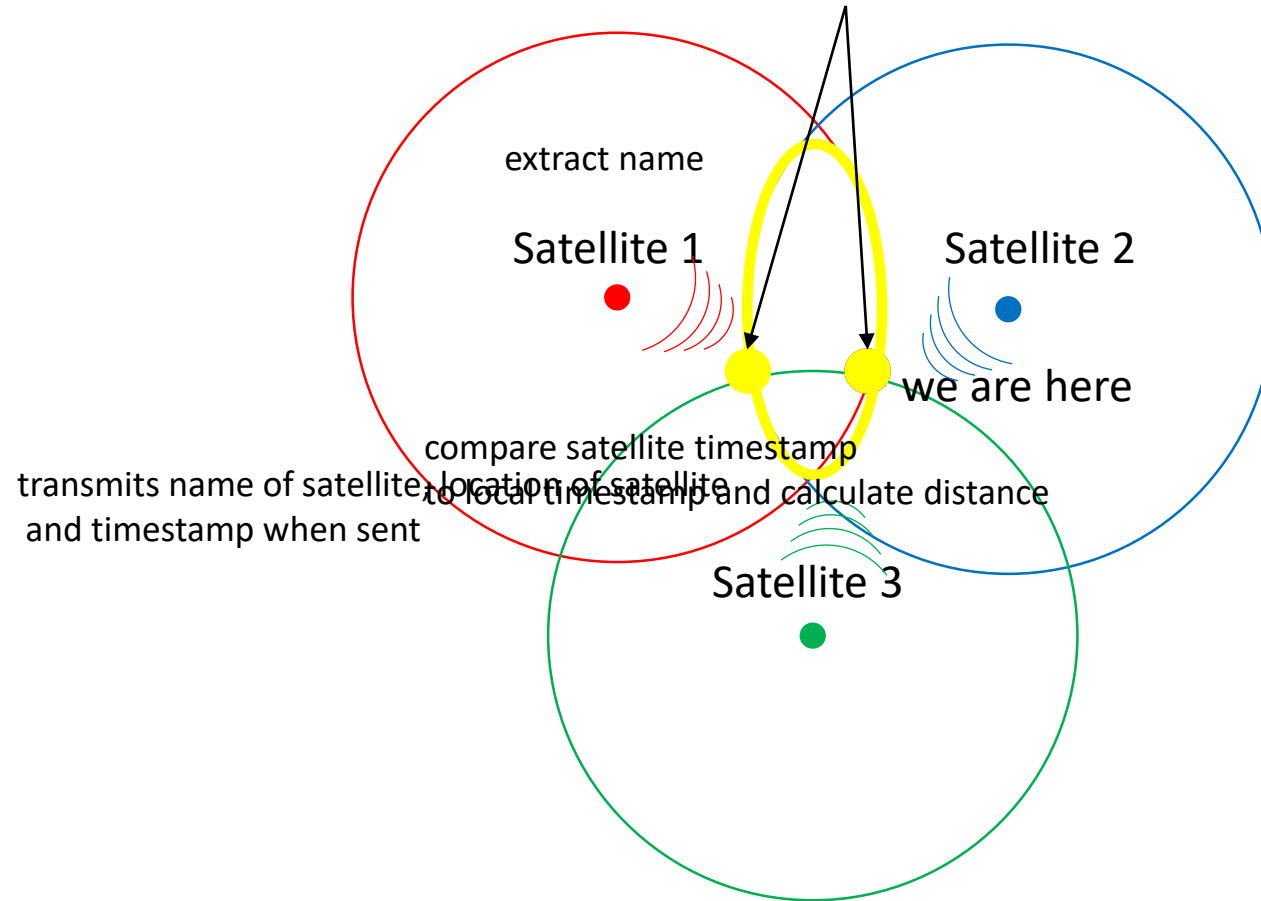 extract name
Satellite 1
Satellite 2
we are here
compare satellite timestamp
to local timestamp and calculate distance
transmits name of satellite, location of satellite
and timestamp when sent
Satellite 3